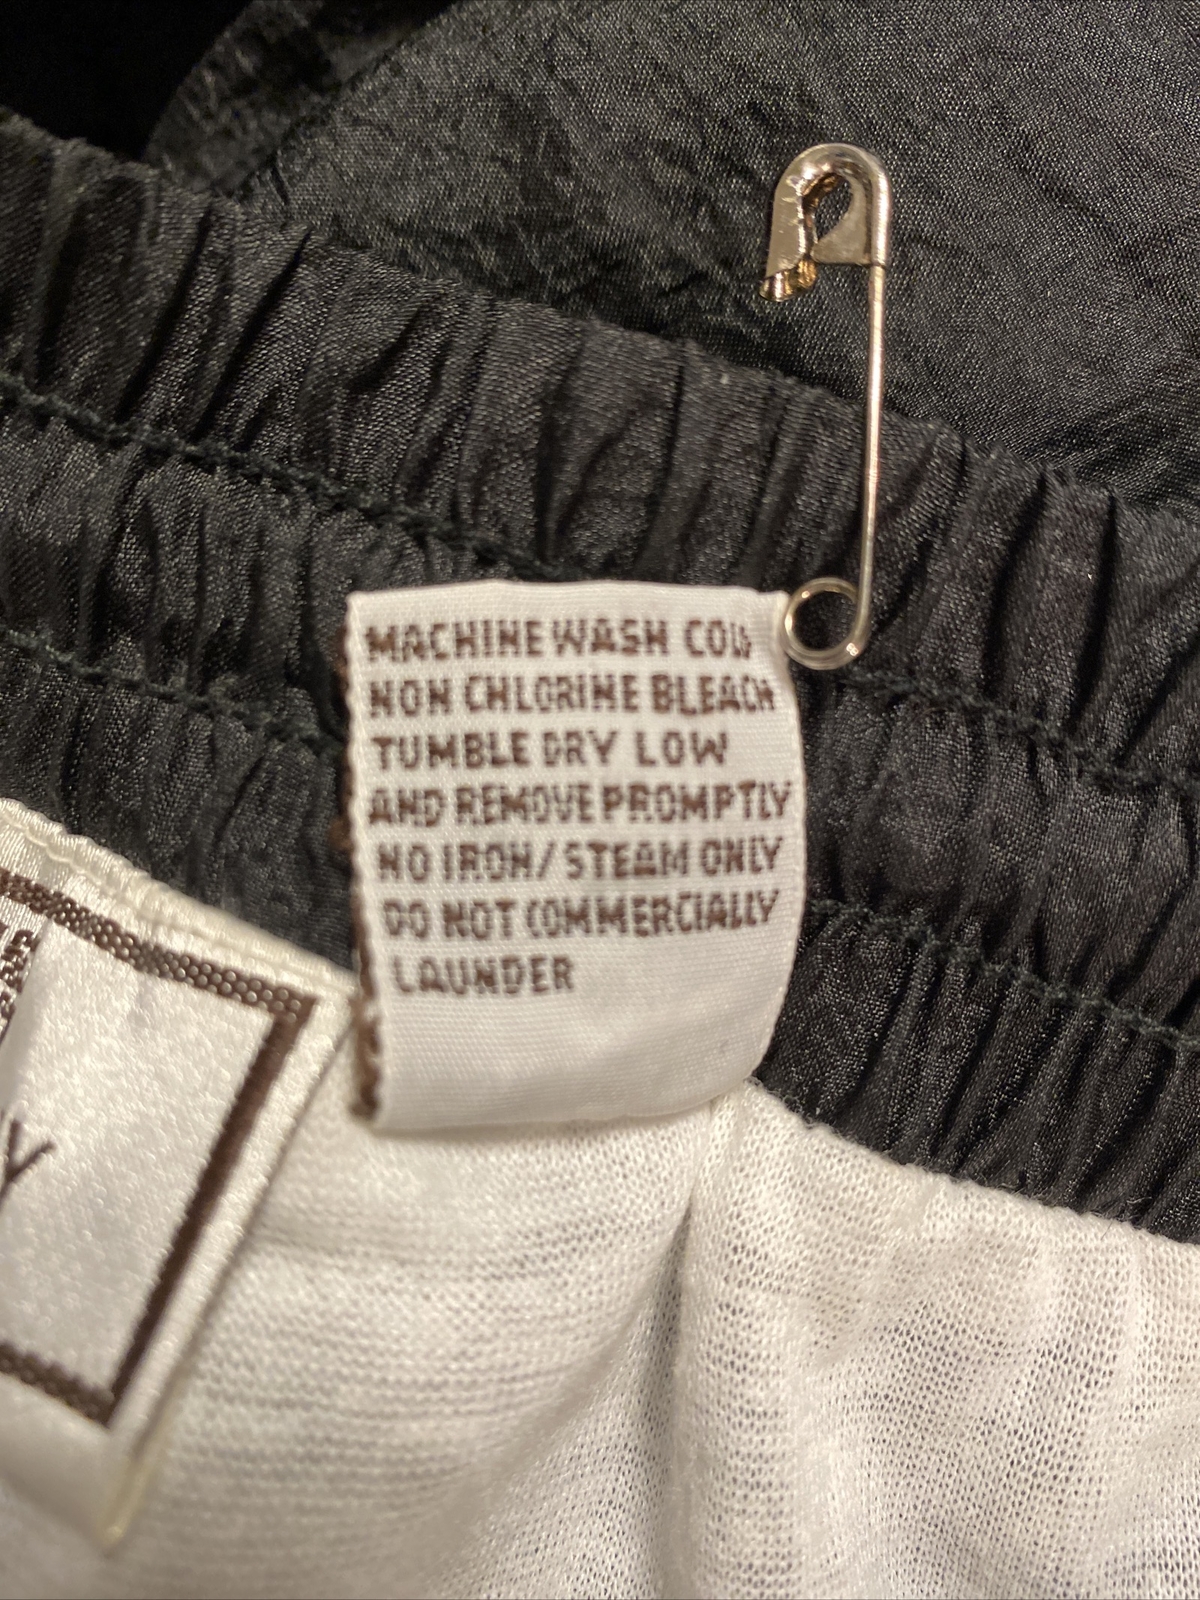 MACHINE WASH COLD
NON CHLORINE BLEACH
TUMBLE DRY LOW
AND REMOVE PROMPTLY
NO IRON/STEAM ONLY
DO NOT COMMERCIALLY
LAUNDER
Y